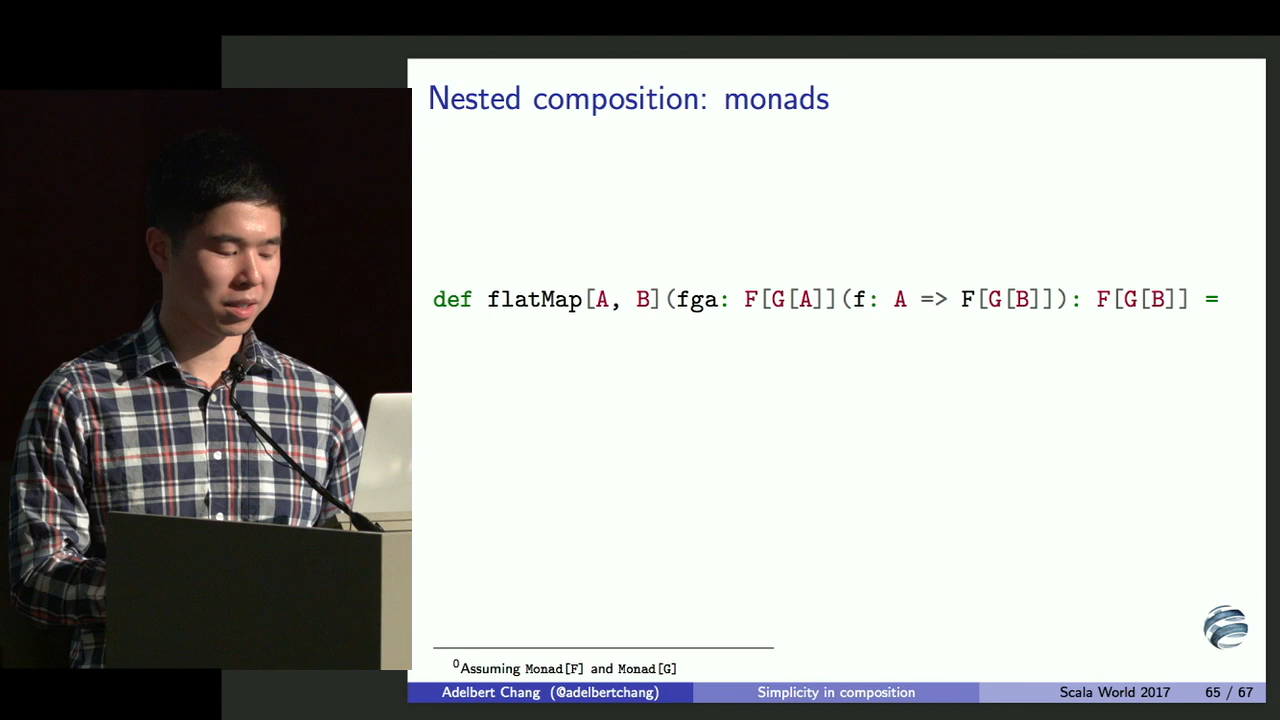 Nested composition: monads
def flatMap[A, B](fga: F[G[A]](f: A => F[G[B]]): F[G[B]] =
0Assuming Monad[F] and Monad[G]
Adelbert Chang (@adelbertchang) Simplicity in composition Scala World 2017 65 / 67